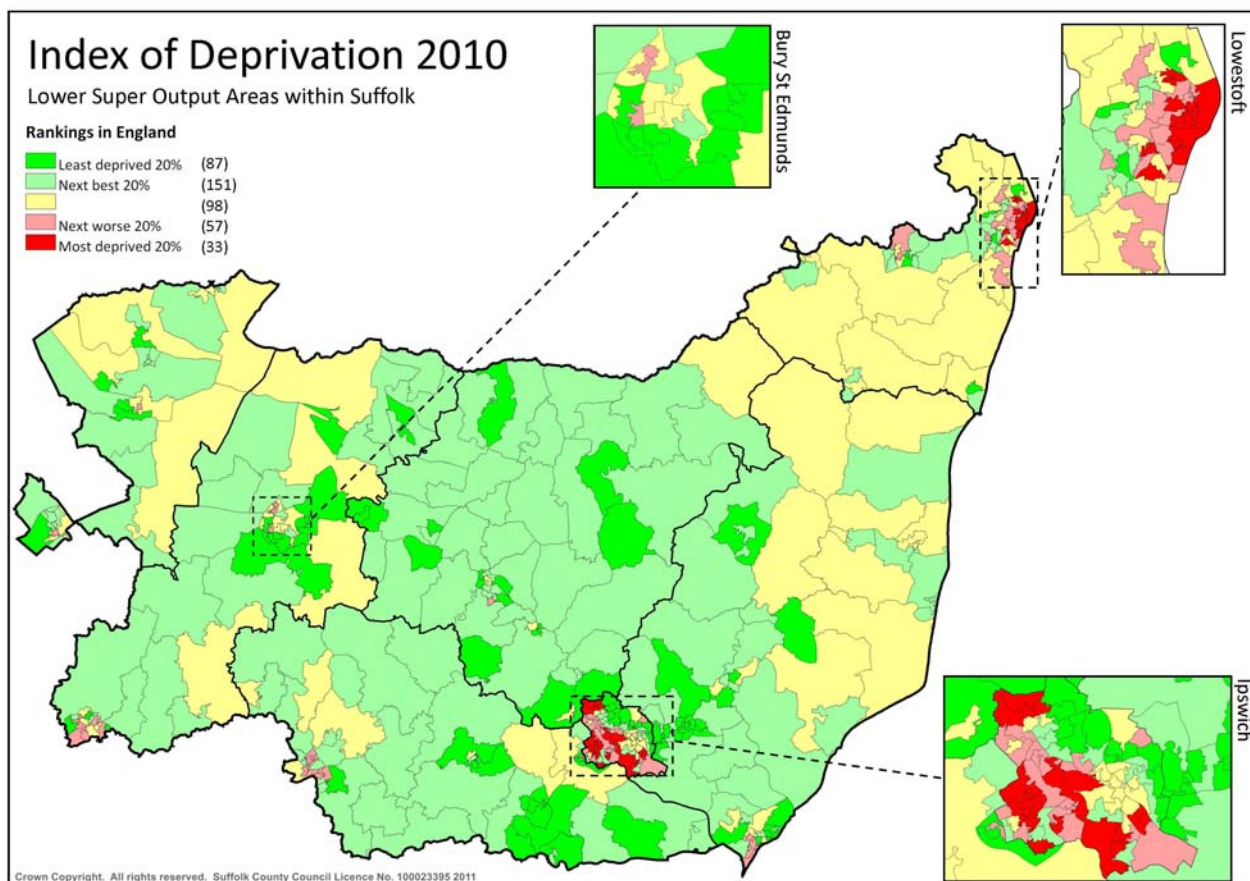 Index of Deprivation 2010
Lower Super Output Areas within Suffolk
Rankings in England
Least deprived 20% (87)
Next best 20% (151)
(98)
Next worse 20% (57)
Most deprived 20% (33)
Bury St Edmunds
Lowestoft
Ipswich
Crown Copyright. All rights reserved. Suffolk County Council Licence No. 100023395 2011